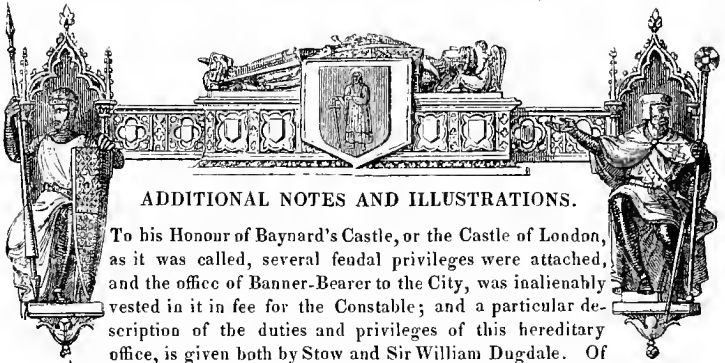 ADDITIONAL NOTES AND ILLUSTRATIONS.
To his Honour of Baynard's Castle, or the Castle of London,
as it was called, several feudal privileges were attached,
and the office of Banner-Bearer to the City, was inalienably
vested in it in fee for the Constable; and a particular de-
scription of the duties and privileges of this hereditary
office, is given both by Stow and Sir William Dugdale. Of